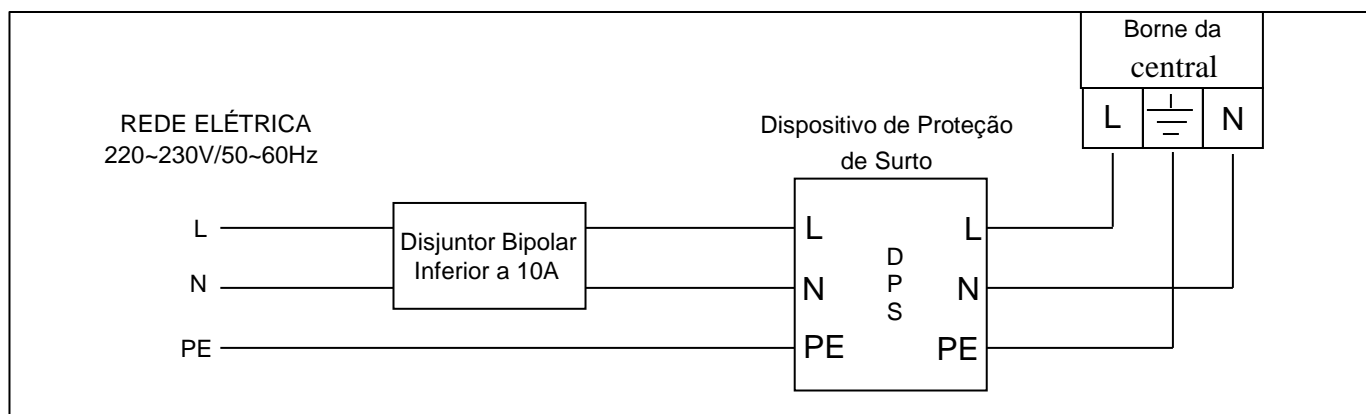 Borne da
central
L
N
REDE ELÉTRICA
220~230V/50~60Hz
Dispositivo de Proteção
de Surto
L
N
PE
Disjuntor Bipolar
Inferior a 10A
L
N
PE
D
P
S
L
N
PE